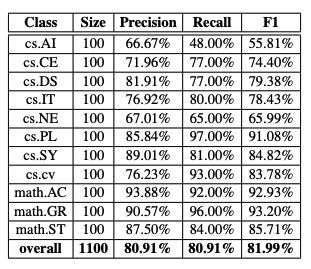 Class Size Precision Recall F1
cs.AI 100 66.67% 48.00% 55.81%
cs.CE 100 71.96% 77.00% 74.40%
cs.DS 100 81.91% 77.00% 79.38%
cs.IT 100 76.92% 80.00% 78.43%
cs.NE 100 67.01% 65.00% 65.99%
cs.PL 100 85.84% 97.00% 91.08%
cs.SY 100 89.01% 81.00% 84.82%
cs.cv 100 76.23% 93.00% 83.78%
math.AC 100 93.88% 92.00% 92.93%
math.GR 100 90.57% 96.00% 93.20%
math.ST 100 87.50% 84.00% 85.71%
overall 1100 80.91% 80.91% 81.99%